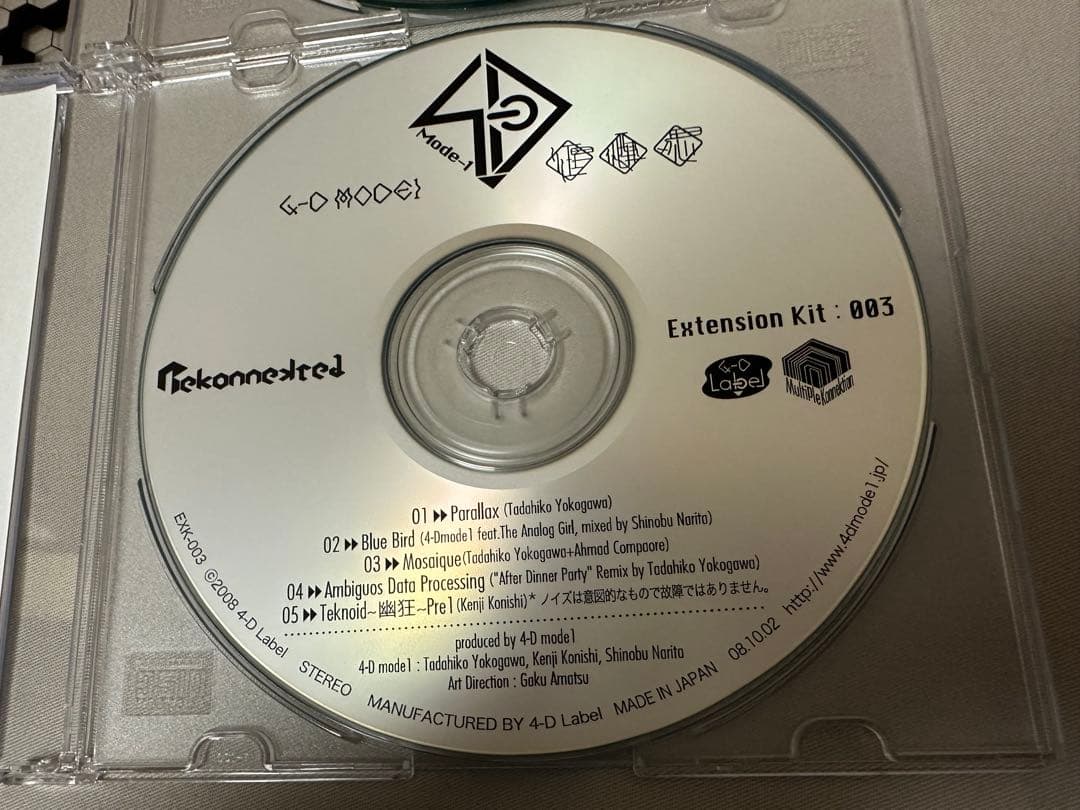 Mode-1
4-D MODE1
Rekonnekted
Extension Kit : 003
4-D
Label
Multiple Konnektion
01 ▸▸ Parallax (Tadahiko Yokogawa)
02 ▸▸ Blue Bird (4-Dmode1 feat.The Analog Girl, mixed by Shinobu Narita)
03 ▸▸ Mosaique(Tadahiko Yokogawa+Ahmad Compaore)
04 ▸▸ Ambiguos Data Processing ("After Dinner Party" Remix by Tadahiko Yokogawa)
05 ▸▸ Teknoid~幽狂~Pre1 (Kenji Konishi)* ノイズは意図的なもので故障ではありません。
produced by 4-D mode1
4-D mode1 : Tadahiko Yokogawa, Kenji Konishi, Shinobu Narita
Art Direction : Gaku Amatsu
EXK-003 ©2008 4-D Label STEREO MANUFACTURED BY 4-D Label MADE IN JAPAN 08.10.02 http://www.4dmode1.jp/